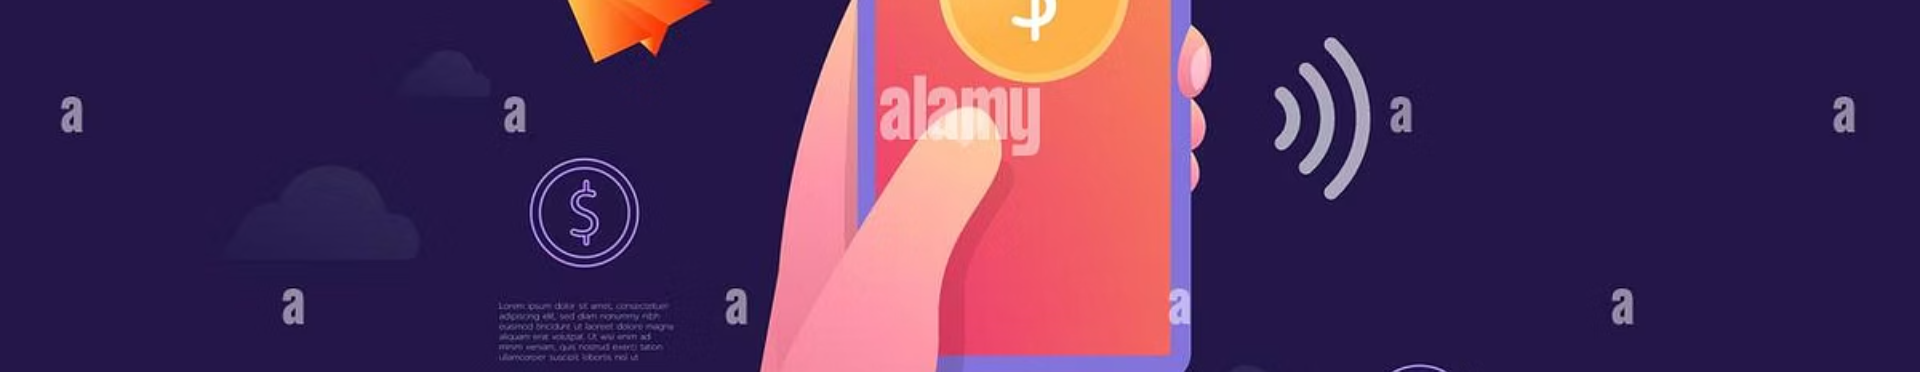 $
a a alamy a a
$
Lorem ipsum dolor sit amet, consectetuer
adipiscing elit, sed diam nonummy nibh
euismod tincidunt ut laoreet dolore magna
aliquam erat volutpat. Ut wisi enim ad
minim veniam, quis nostrud exerci tation
ullamcorper suscipit lobortis nisl ut
a a a a